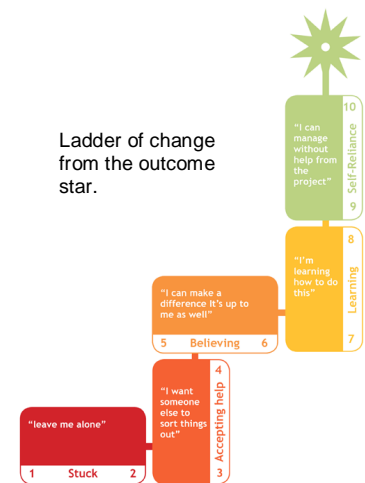 Ladder of change
from the outcome
star.
10
"I can
manage
without
help from
the
project"
Self-Reliance
9
8
"I'm
learning
how to do
this"
Learning
7
"I can make a
difference It's up to
me as well"
5 Believing 6
4
"I want
someone
else to
sort things
out"
Accepting help
3
"leave me alone"
1 Stuck 2